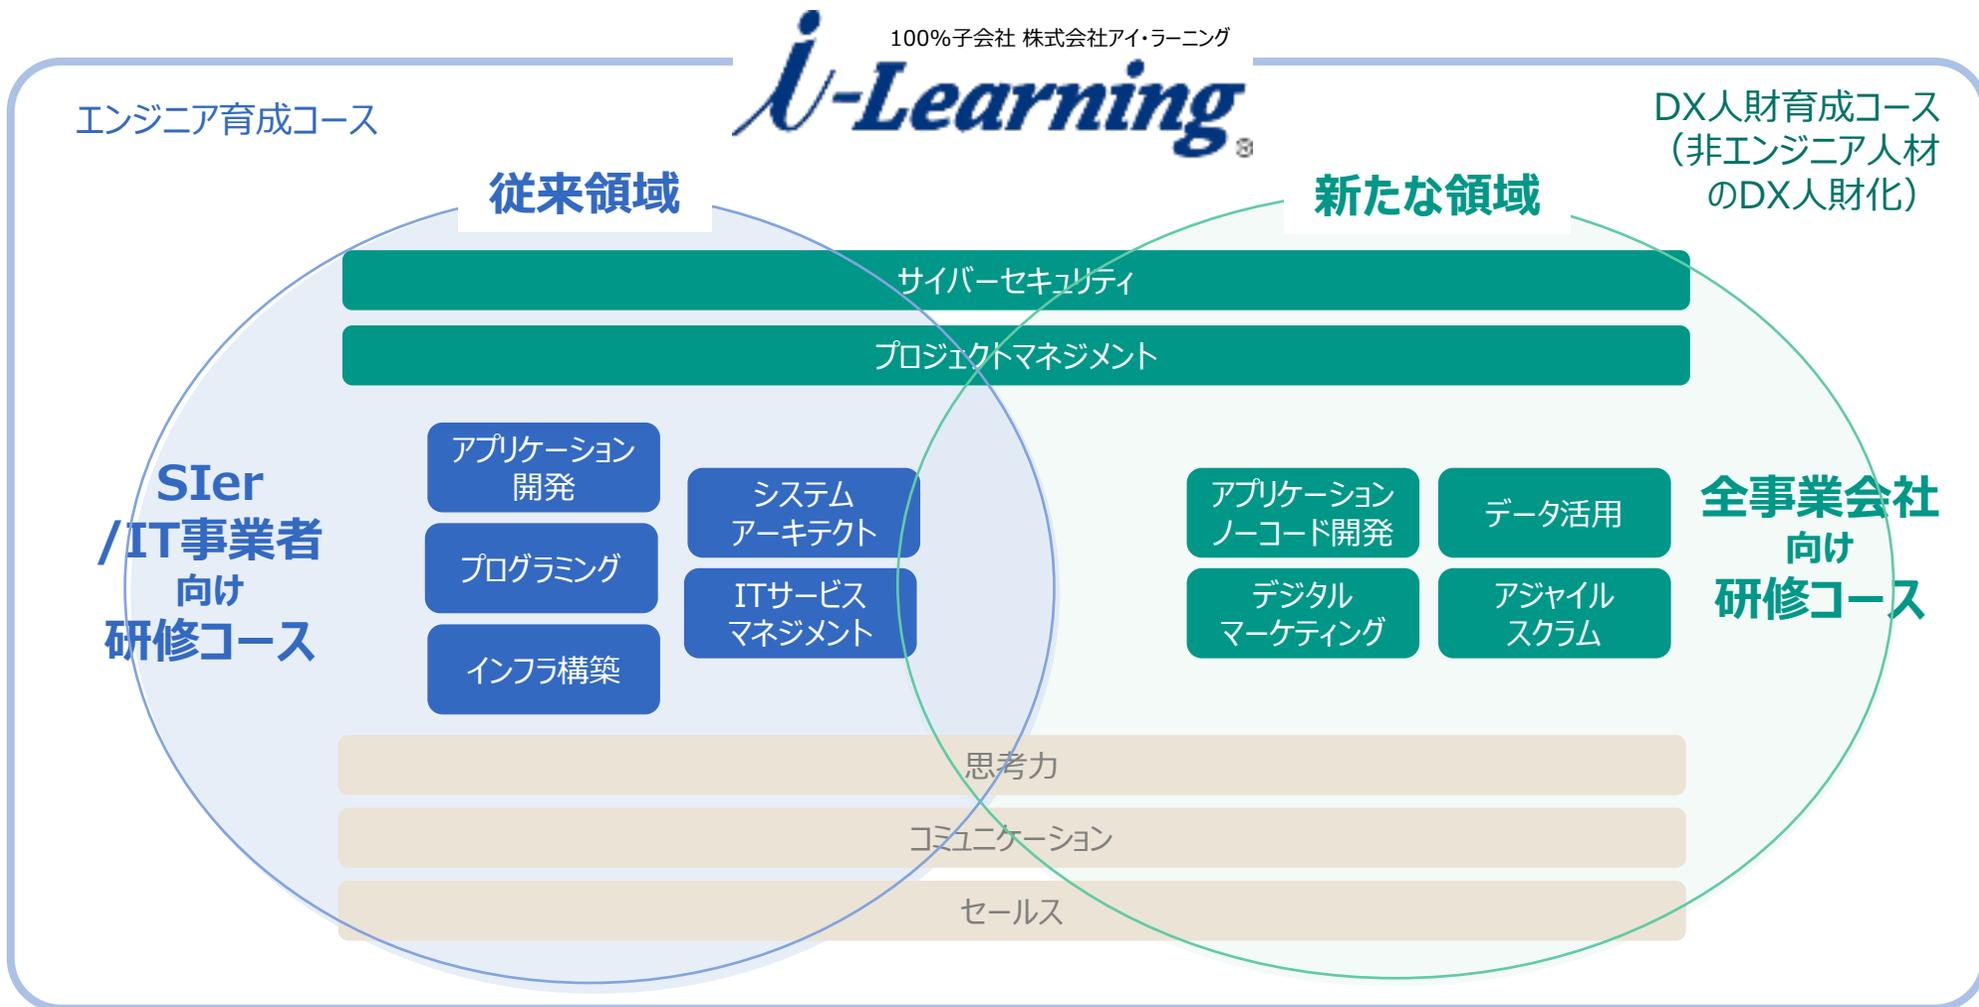 100%子会社 株式会社アイ・ラーニング
i-Learning®
エンジニア育成コース
DX人財育成コース
（非エンジニア人材
のDX人財化）
従来領域
新たな領域
サイバーセキュリティ
プロジェクトマネジメント
SIer
/IT事業者
向け
研修コース
アプリケーション
開発
プログラミング
インフラ構築
システム
アーキテクト
ITサービス
マネジメント
アプリケーション
ノーコード開発
データ活用
デジタル
マーケティング
アジャイル
スクラム
全事業会社
向け
研修コース
思考力
コミュニケーション
セールス